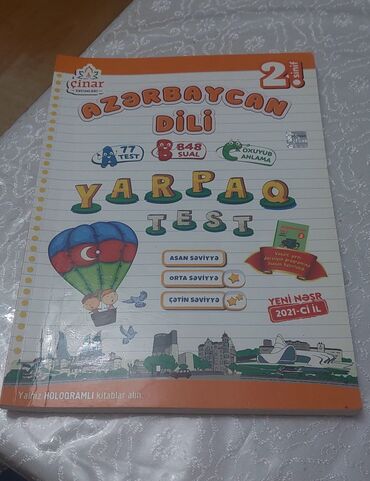 çinar
2.sinif
AZƏRBAYCAN
DİLİ
A 77
TEST
B 848
SUAL
C OXUYUB
ANLAMA
YARPAQ
TEST
ASAN SƏVİYYƏ
ORTA SƏVİYYƏ
ÇƏTİN SƏVİYYƏ
YENİ NƏŞR
2021-Cİ İL
Yalnız HOLOQRAMLI kitabları alın.